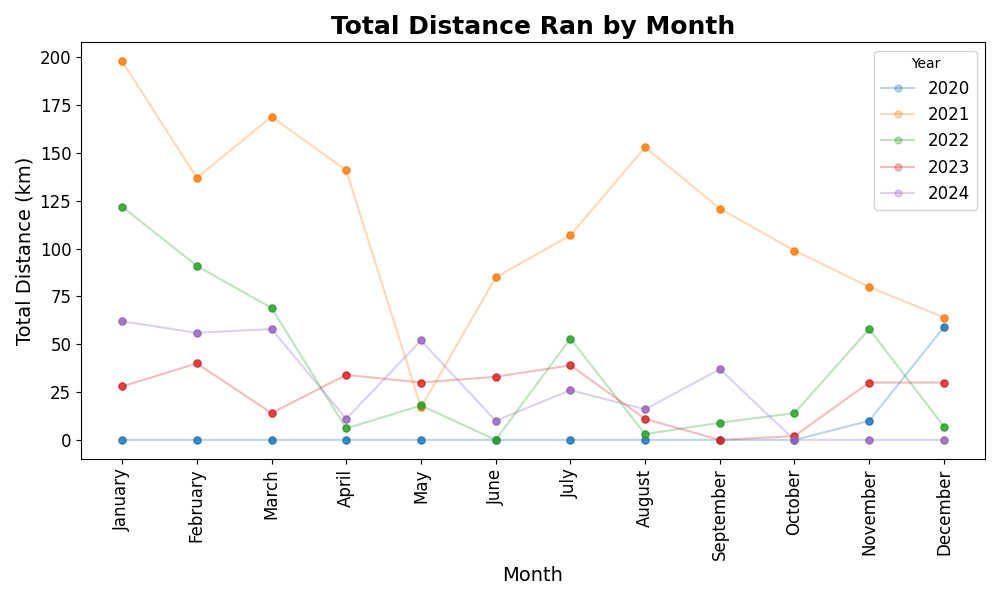 Total Distance Ran by Month
Total Distance (km)
200
175
150
125
100
75
50
25
0
Year
2020
2021
2022
2023
2024
January
February
March
April
May
June
July
August
September
October
November
December
Month